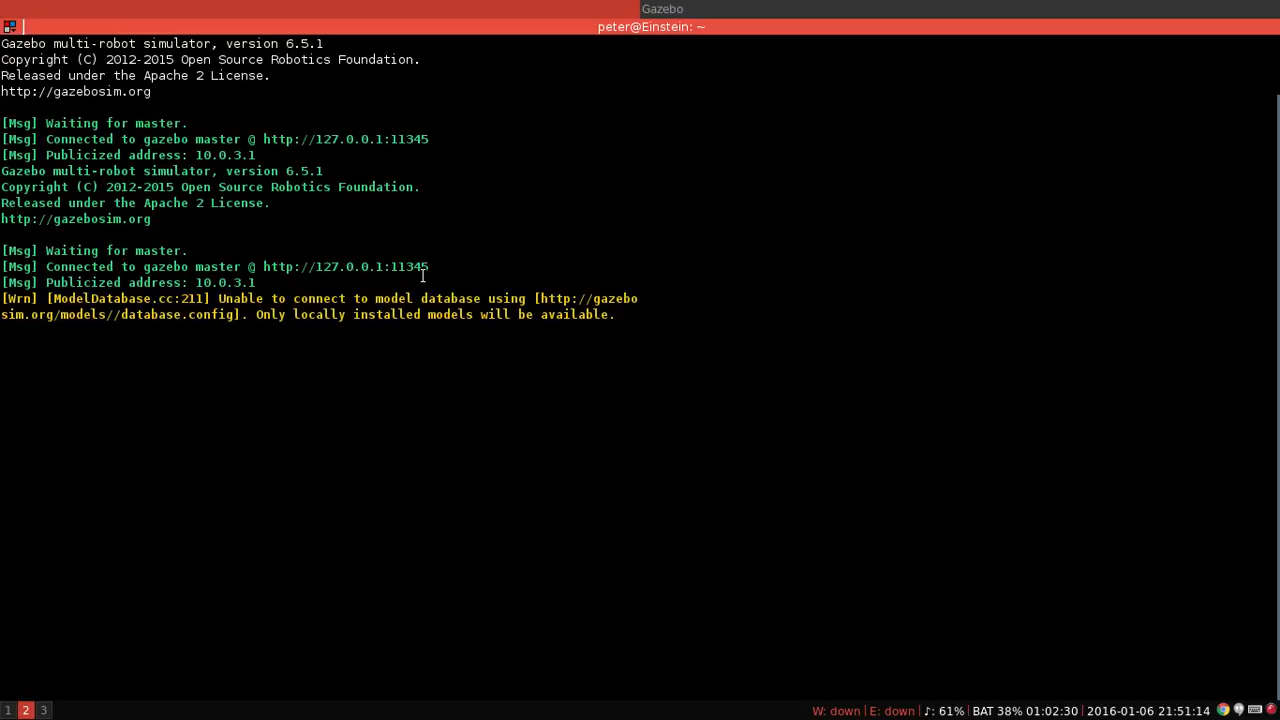 Gazebo
peter@Einstein: ~
Gazebo multi-robot simulator, version 6.5.1
Copyright (C) 2012-2015 Open Source Robotics Foundation.
Released under the Apache 2 License.
http://gazebosim.org
[Msg] Waiting for master.
[Msg] Connected to gazebo master @ http://127.0.0.1:11345
[Msg] Publicized address: 10.0.3.1
Gazebo multi-robot simulator, version 6.5.1
Copyright (C) 2012-2015 Open Source Robotics Foundation.
Released under the Apache 2 License.
http://gazebosim.org
[Msg] Waiting for master.
[Msg] Connected to gazebo master @ http://127.0.0.1:11345
[Msg] Publicized address: 10.0.3.1
[Wrn] [ModelDatabase.cc:211] Unable to connect to model database using [http://gazebo
sim.org/models//database.config]. Only locally installed models will be available.
1 2 3 W: down | E: down | ♪: 61% | BAT 38% 01:02:30 | 2016-01-06 21:51:14